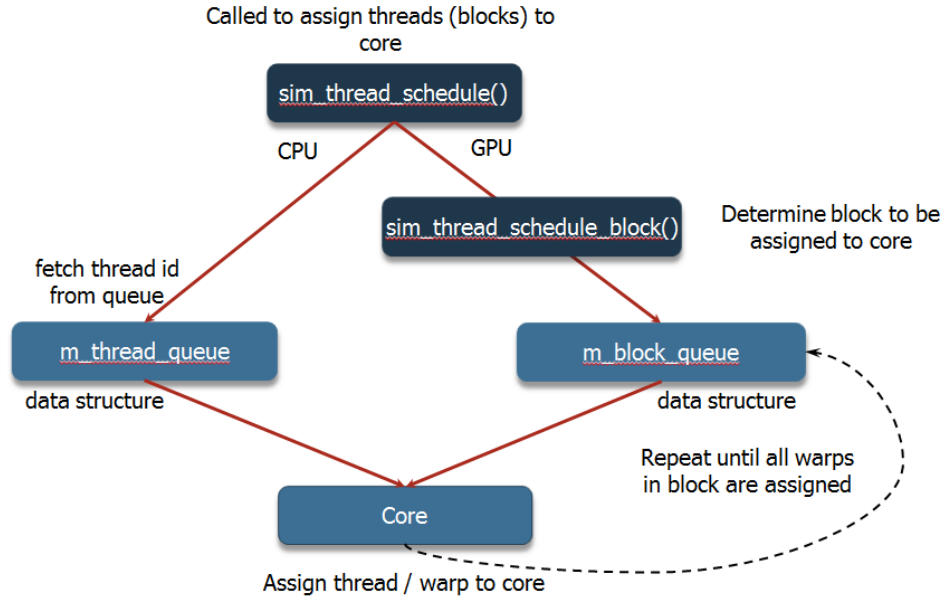 Called to assign threads (blocks) to
core
sim_thread_schedule()
CPU
GPU
sim_thread_schedule_block()
Determine block to be
assigned to core
fetch thread id
from queue
m_thread_queue
m_block_queue
data structure
data structure
Repeat until all warps
in block are assigned
Core
Assign thread / warp to core